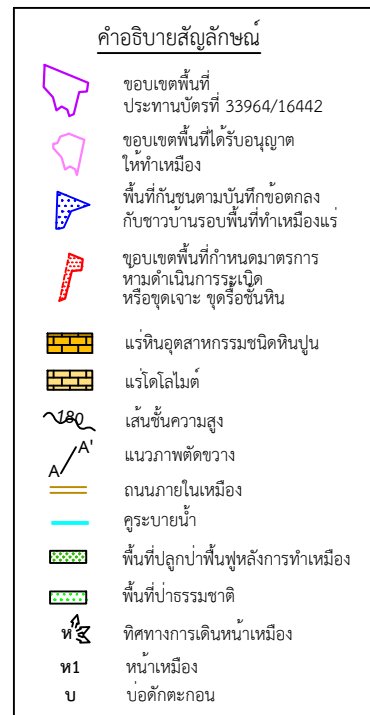 คำอธิบายสัญลักษณ์
ขอบเขตพื้นที่
ประทานบัตรที่ 33964/16442
ขอบเขตพื้นที่ได้รับอนุญาต
ให้ทำเหมือง
พื้นที่กันชนตามบันทึกข้อตกลง
กับชาวบ้านรอบพื้นที่ทำเหมืองแร่
ขอบเขตพื้นที่กำหนดมาตรการ
ห้ามดำเนินการระเบิด
หรือขุดเจาะ ขุดรื้อชั้นหิน
แร่หินอุตสาหกรรมชนิดหินปูน
แร่โดโลไมต์
180 เส้นชั้นความสูง
A A' แนวภาพตัดขวาง
ถนนภายในเหมือง
คูระบายน้ำ
พื้นที่ปลูกป่าฟื้นฟูหลังการทำเหมือง
พื้นที่ป่าธรรมชาติ
ห ทิศทางการเดินหน้าเหมือง
ห1 หน้าเหมือง
บ บ่อดักตะกอน